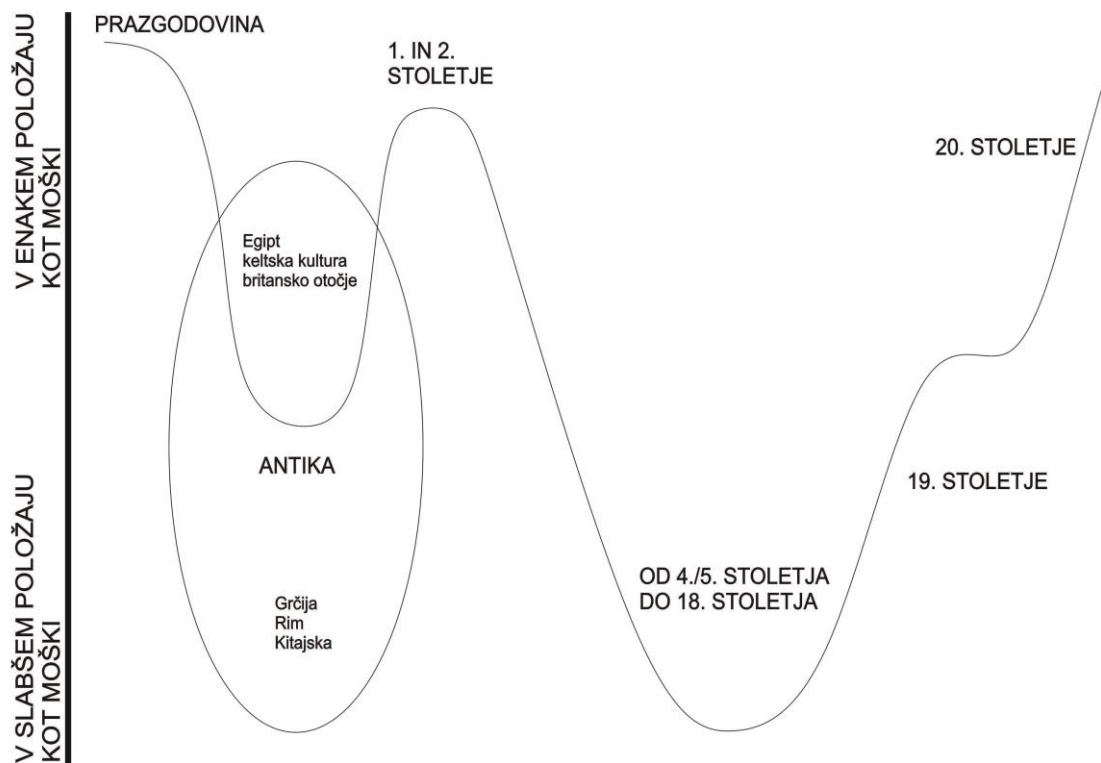 PRAZGODOVINA
1. IN 2.
STOLETJE
V ENAKEM POLOŽAJU
KOT MOŠKI
20. STOLETJE
Egipt
keltska kultura
britansko otočje
ANTIKA
19. STOLETJE
V SLABŠEM POLOŽAJU
KOT MOŠKI
OD 4./5. STOLETJA
DO 18. STOLETJA
Grčija
Rim
Kitajska